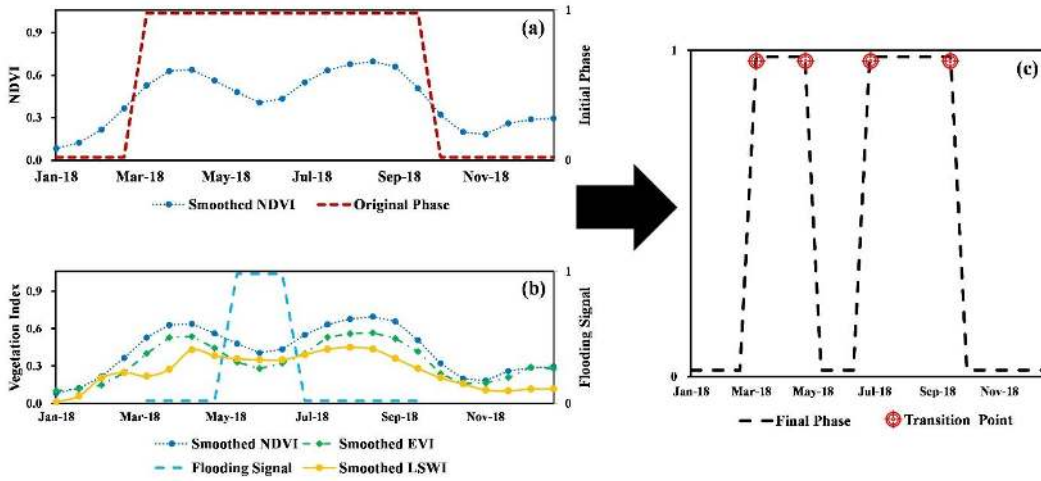 (a)
NDVI
0.9
0.6
0.3
0.0
1
0
Initial Phase
Jan-18 Mar-18 May-18 Jul-18 Sep-18 Nov-18
Smoothed NDVI Original Phase
(b)
Vegetation Index
0.9
0.6
0.3
0.0
1
0
Flooding Signal
Jan-18 Mar-18 May-18 Jul-18 Sep-18 Nov-18
Smoothed NDVI Smoothed EVI
Flooding Signal Smoothed LSWI
(c)
1
0
Jan-18 Mar-18 May-18 Jul-18 Sep-18 Nov-18
Final Phase Transition Point